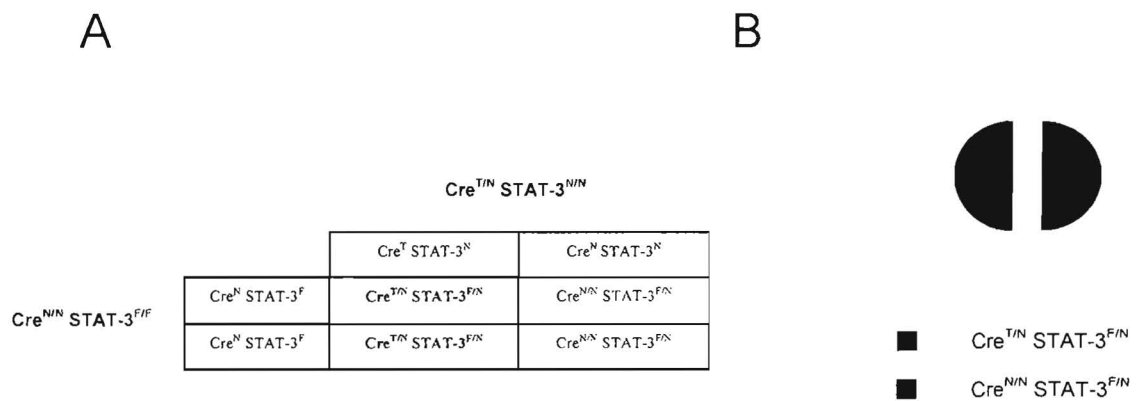 A
B
Cre^T/N STAT-3^N/N
Cre^T STAT-3^N Cre^N STAT-3^N
Cre^N/N STAT-3^F/F
Cre^N STAT-3^F Cre^T/N STAT-3^F/N Cre^N/N STAT-3^F/N
Cre^N STAT-3^F Cre^T/N STAT-3^F/N Cre^N/N STAT-3^F/N
Cre^T/N STAT-3^F/N
Cre^N/N STAT-3^F/N